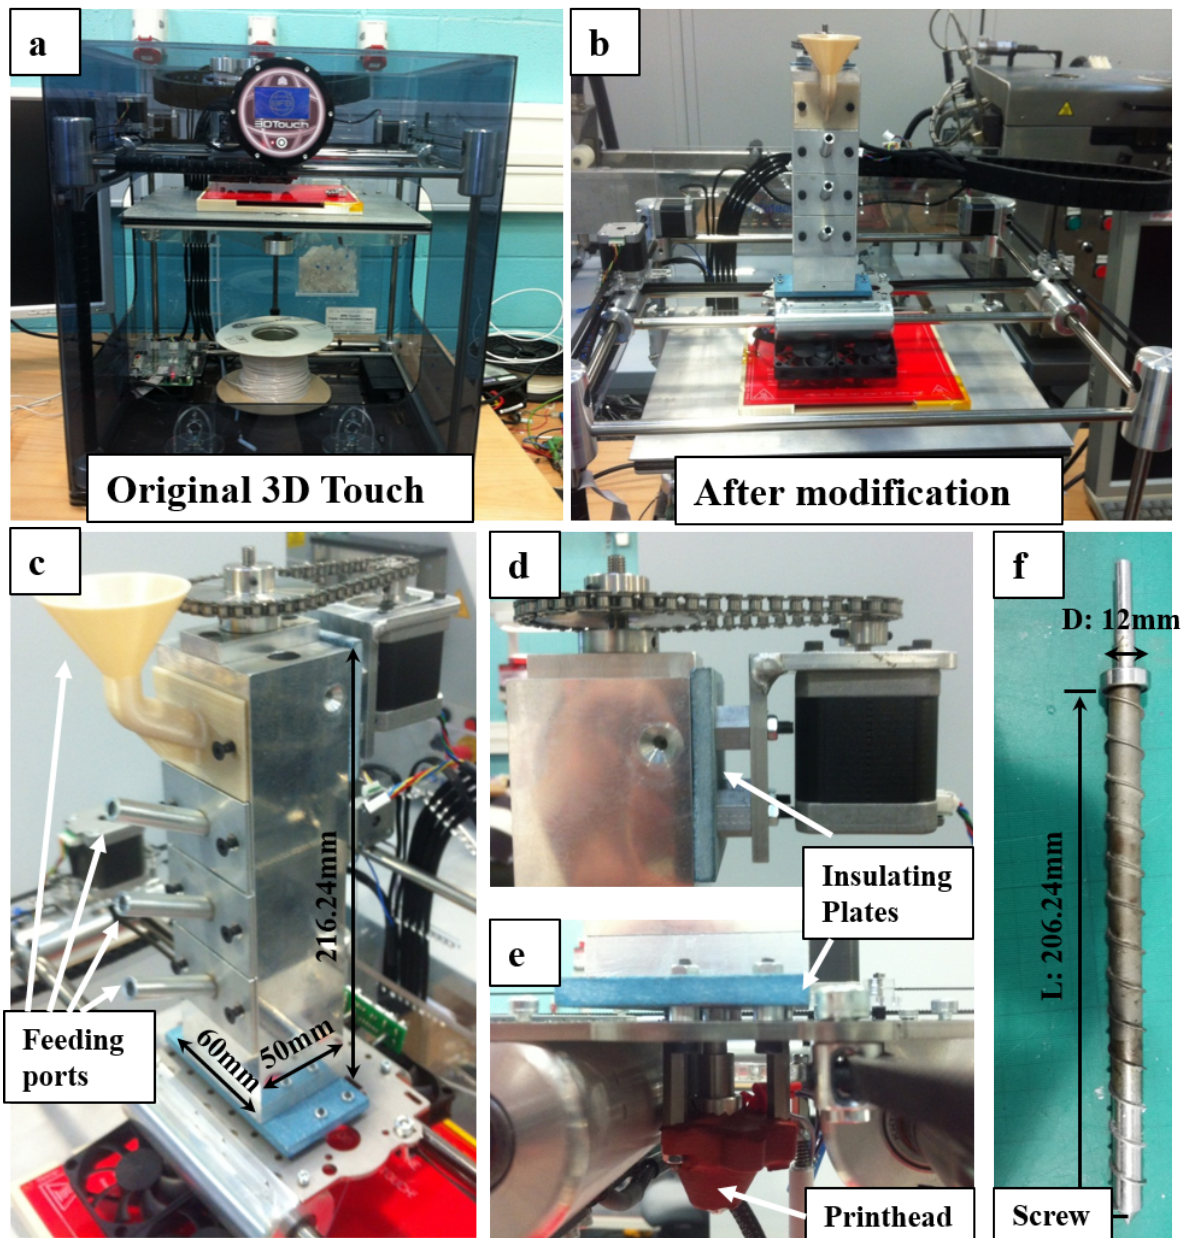 a
3DTouch
Original 3D Touch
b
After modification
c
216.24mm
60mm
50mm
Feeding
ports
d
Insulating
Plates
e
Printhead
f
D: 12mm
L: 206.24mm
Screw